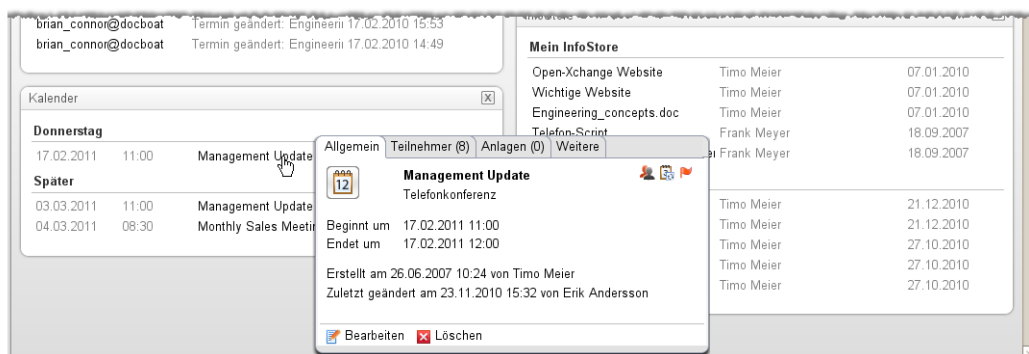 brian_connor@docboat Termin geändert: Engineerii 17.02.2010 15:53
brian_connor@docboat Termin geändert: Engineerii 17.02.2010 14:49
Kalender
Donnerstag
17.02.2011 11:00 Management Update
Später
03.03.2011 11:00 Management Update
04.03.2011 08:30 Monthly Sales Meetin
InfoStore
Mein InfoStore
Open-Xchange Website Timo Meier 07.01.2010
Wichtige Website Timo Meier 07.01.2010
Engineering_concepts.doc Timo Meier 07.01.2010
Telefon-Script Frank Meyer 18.09.2007
Frank Meyer 18.09.2007
Timo Meier 21.12.2010
Timo Meier 21.12.2010
Timo Meier 27.10.2010
Timo Meier 27.10.2010
Timo Meier 27.10.2010
Allgemein Teilnehmer (8) Anlagen (0) Weitere
12
Management Update
Telefonkonferenz
Beginnt um 17.02.2011 11:00
Endet um 17.02.2011 12:00
Erstellt am 26.06.2007 10:24 von Timo Meier
Zuletzt geändert am 23.11.2010 15:32 von Erik Andersson
Bearbeiten Löschen